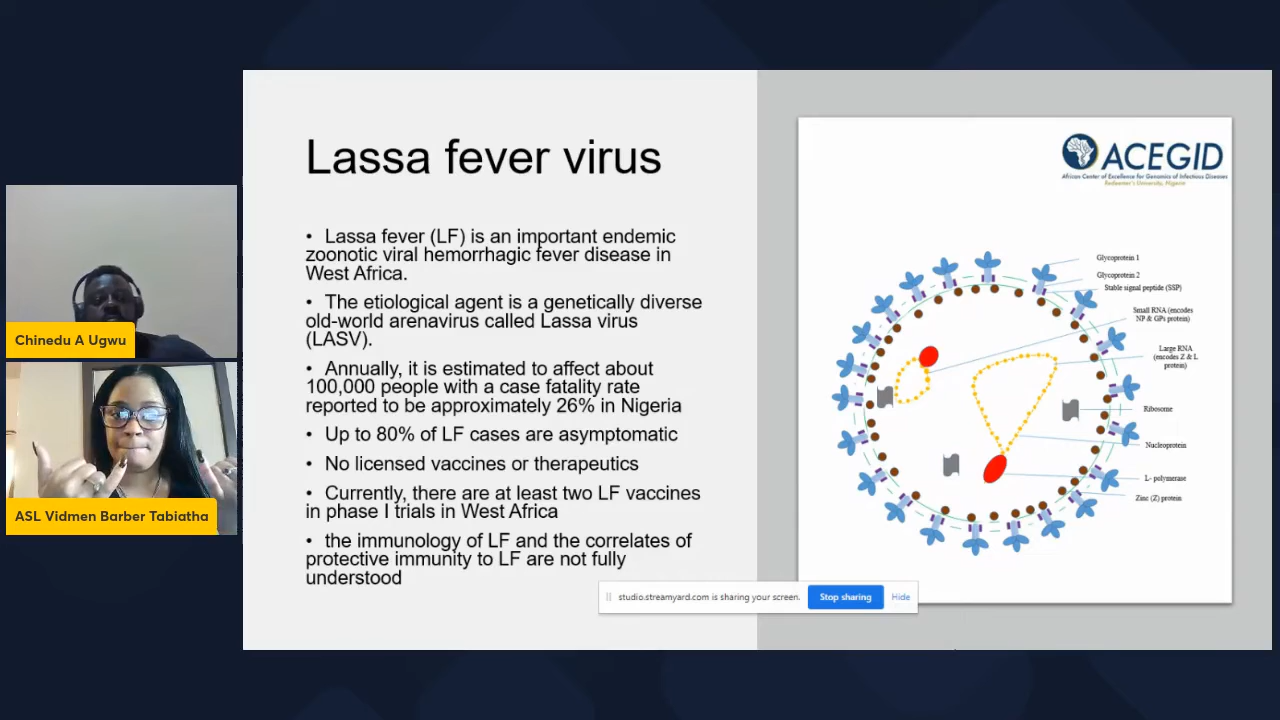 Lassa fever virus
• Lassa fever (LF) is an important endemic
zoonotic viral hemorrhagic fever disease in
West Africa.
• The etiological agent is a genetically diverse
old-world arenavirus called Lassa virus
(LASV).
• Annually, it is estimated to affect about
100,000 people with a case fatality rate
reported to be approximately 26% in Nigeria
• Up to 80% of LF cases are asymptomatic
• No licensed vaccines or therapeutics
• Currently, there are at least two LF vaccines
in phase I trials in West Africa
• the immunology of LF and the correlates of
protective immunity to LF are not fully
understood
ACEGID
African Center of Excellence for Genomics of Infectious Diseases
Redeemer's University, Nigeria
Glycoprotein 1
Glycoprotein 2
Stable signal peptide (SSP)
Small RNA (encodes
NP & GPs protein)
Large RNA
(encodes Z & L
protein)
Ribosome
Nucleoprotein
L- polymerase
Zinc (Z) protein
studio.streamyard.com is sharing your screen.
Stop sharing
Hide
Chinedu A Ugwu
ASL Vidmen Barber Tabiatha